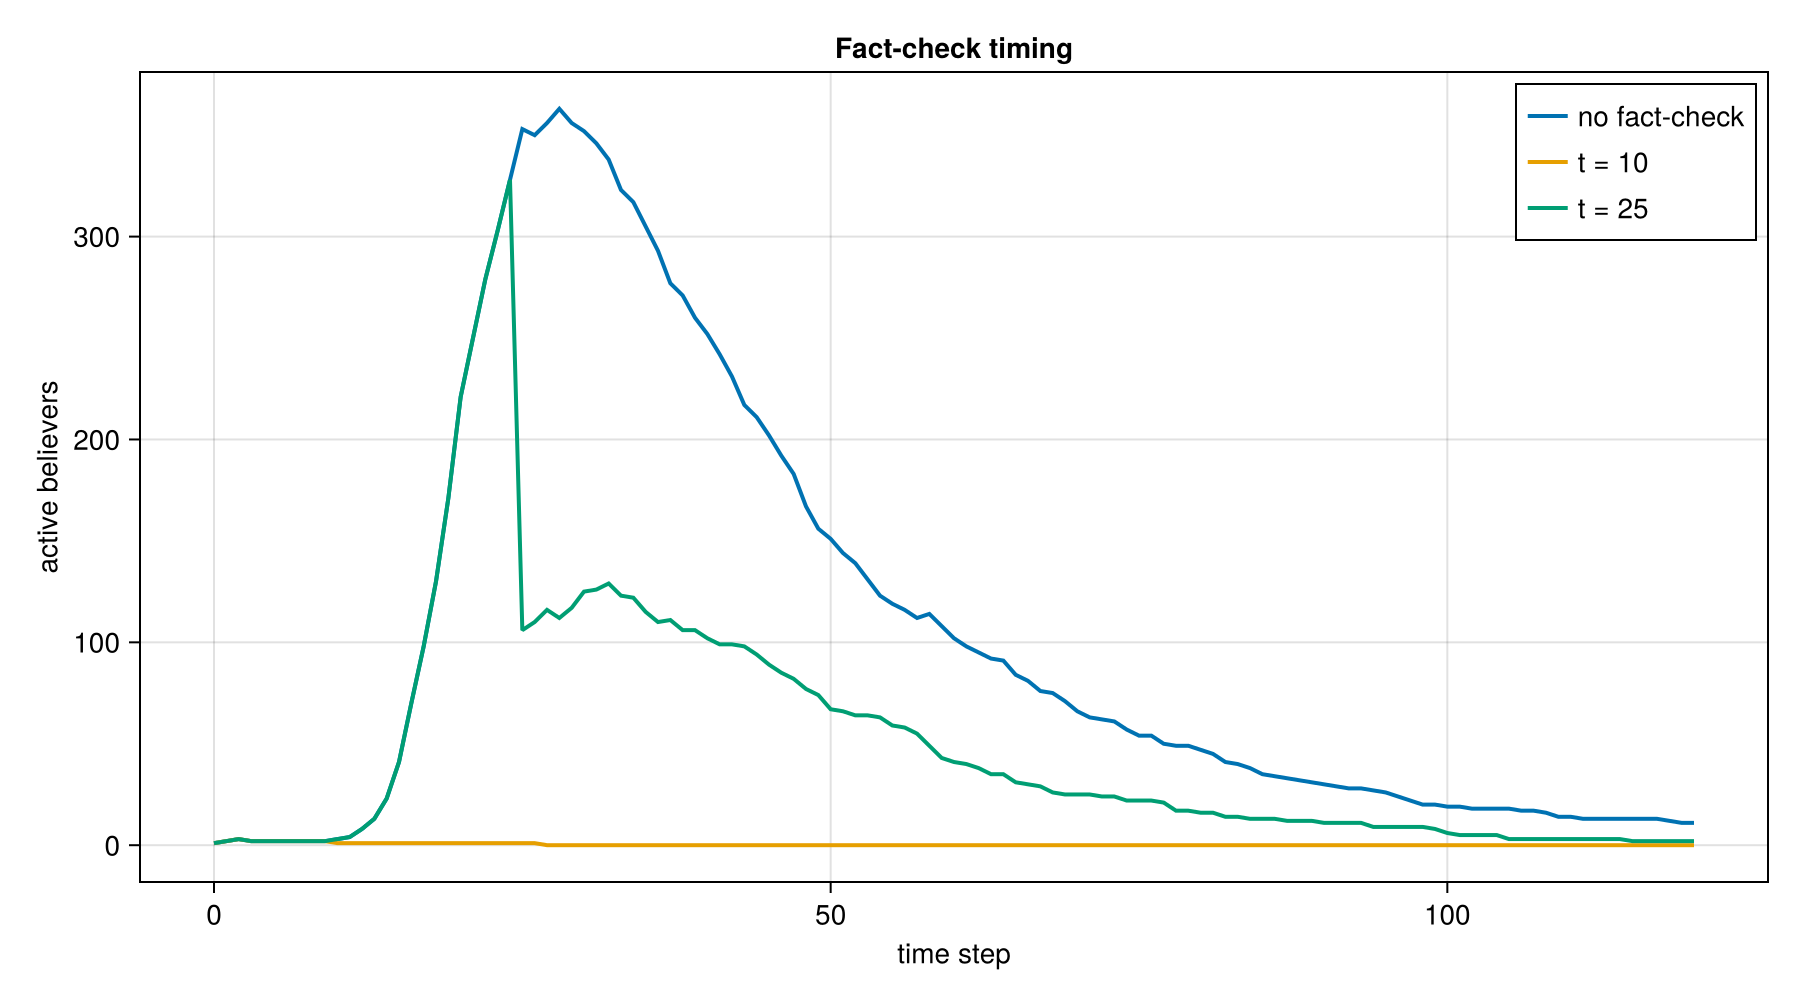 Fact-check timing
no fact-check
t = 10
t = 25
active believers
300
200
100
0
0
50
100
time step